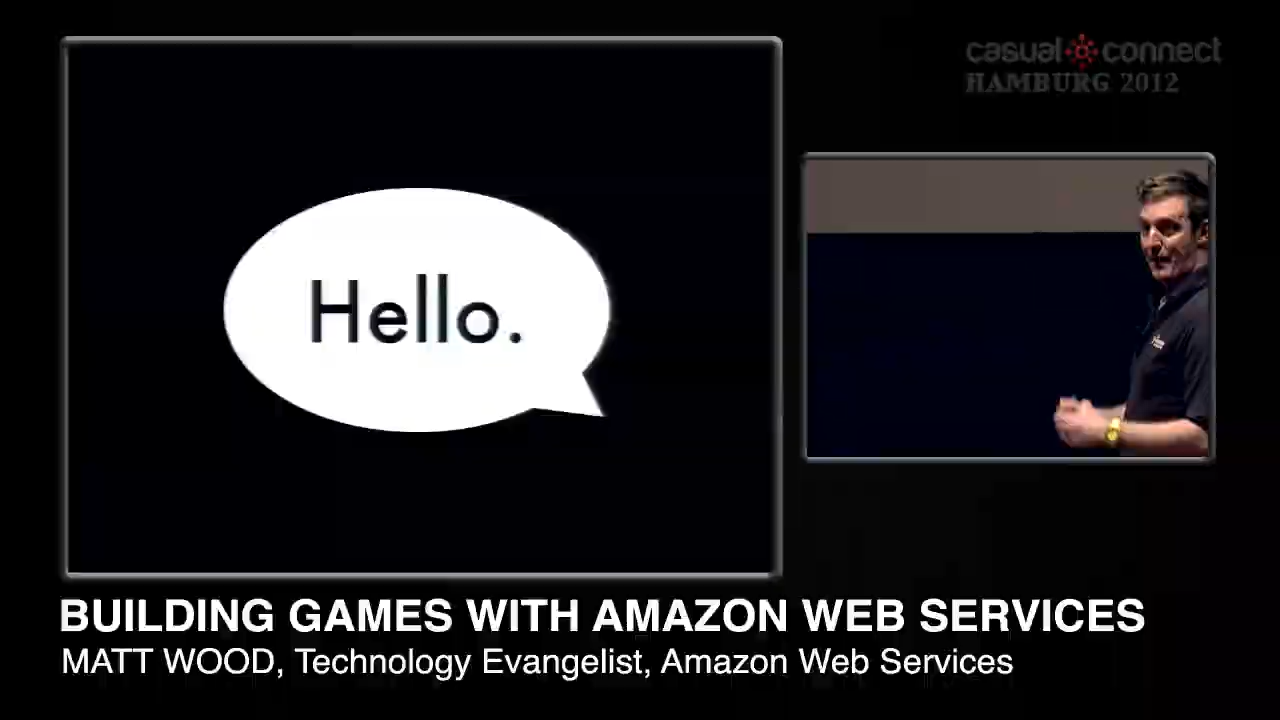 casual connect
HAMBURG 2012
Hello.
BUILDING GAMES WITH AMAZON WEB SERVICES
MATT WOOD, Technology Evangelist, Amazon Web Services